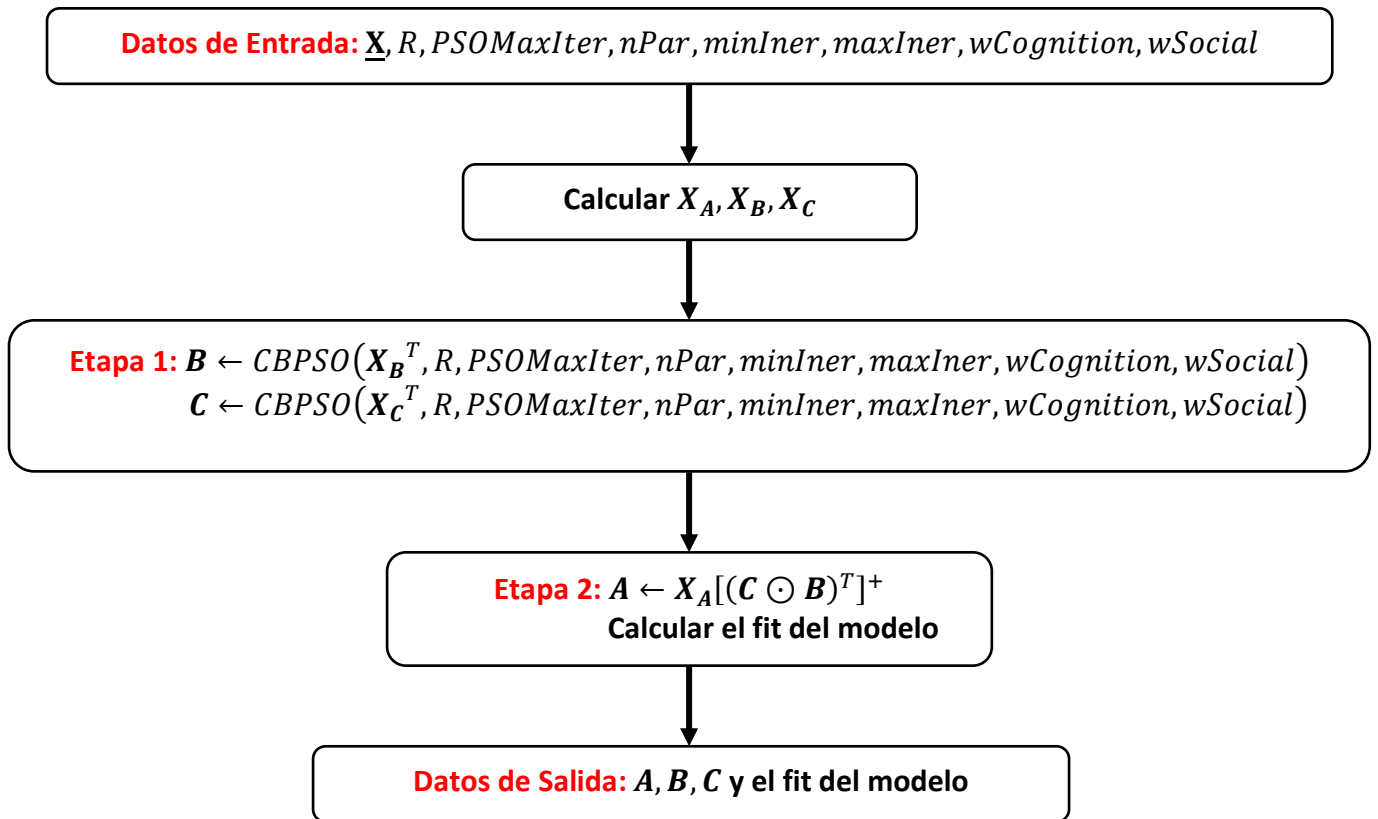 Datos de Entrada: X, R, PSOMaxIter, nPar, minIner, maxIner, wCognition, wSocial
Calcular X_A, X_B, X_C
Etapa 1: B ← CBPSO(X_B^T, R, PSOMaxIter, nPar, minIner, maxIner, wCognition, wSocial)
C ← CBPSO(X_C^T, R, PSOMaxIter, nPar, minIner, maxIner, wCognition, wSocial)
Etapa 2: A ← X_A[(C ⊙ B)^T]^+
Calcular el fit del modelo
Datos de Salida: A, B, C y el fit del modelo